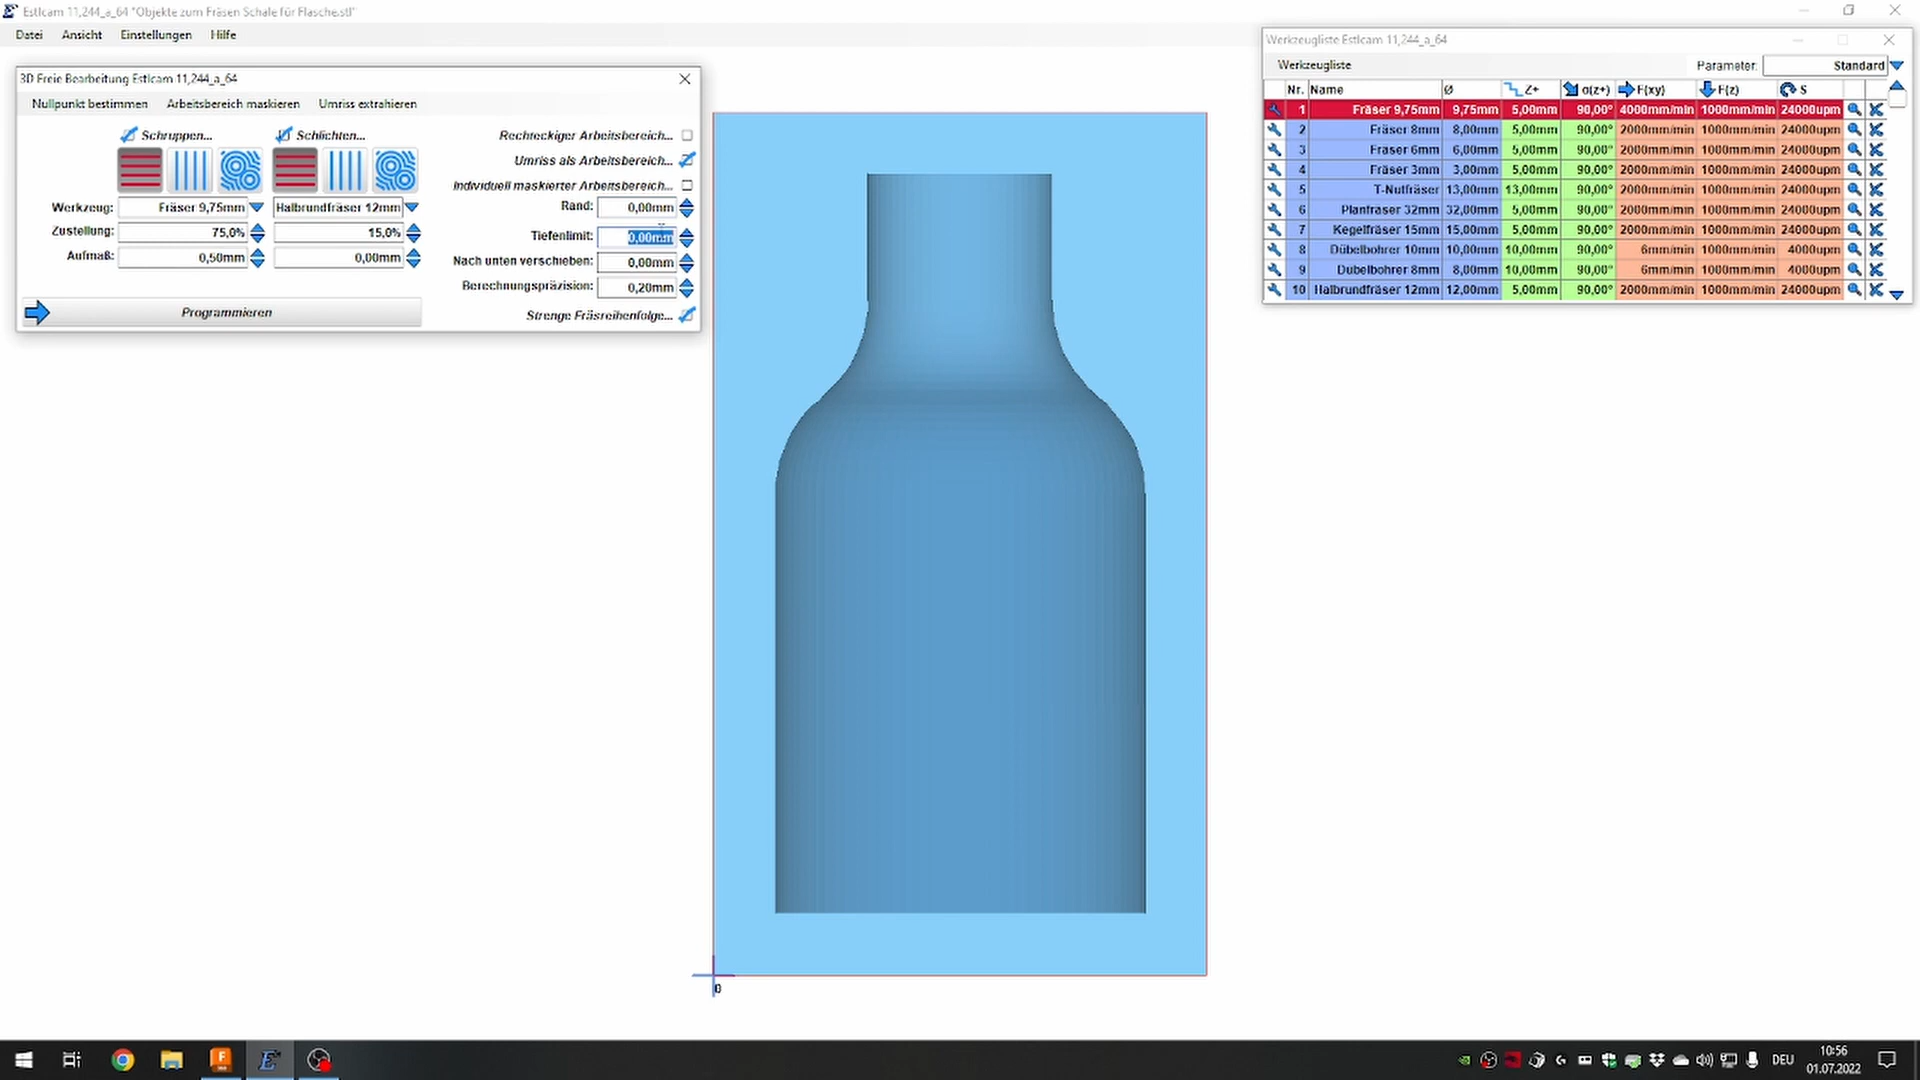 Estlcam 11,244_a_64 "Objekte zum Fräsen Schale für Flasche.stl"
Datei Ansicht Einstellungen Hilfe
3D Freie Bearbeitung Estlcam 11,244_a_64
Nullpunkt bestimmen Arbeitsbereich maskieren Umriss extrahieren
Schruppen... Schlichten... Rechteckiger Arbeitsbereich...
Umriss als Arbeitsbereich...
Individuell maskierter Arbeitsbereich...
Werkzeug: Fräser 9,75mm Halbrundfräser 12mm Rand: 0,00mm
Zustellung: 75,0% 15,0% Tiefenlimit: 0,00mm
Aufmaß: 0,50mm 0,00mm Nach unten verschieben: 0,00mm
Berechnungspräzision: 0,20mm
Programmieren Strenge Fräsreihenfolge...
Werkzeugliste Estlcam 11,244_a_64
Werkzeugliste Parameter: Standard
Nr. Name Ø Z+ α(z+) F(xy) F(z) S
1 Fräser 9,75mm 9,75mm 5,00mm 90,00° 4000mm/min 1000mm/min 24000upm
2 Fräser 8mm 8,00mm 5,00mm 90,00° 2000mm/min 1000mm/min 24000upm
3 Fräser 6mm 6,00mm 5,00mm 90,00° 2000mm/min 1000mm/min 24000upm
4 Fräser 3mm 3,00mm 5,00mm 90,00° 2000mm/min 1000mm/min 24000upm
5 T-Nutfräser 13,00mm 13,00mm 90,00° 2000mm/min 1000mm/min 24000upm
6 Planfräser 32mm 32,00mm 5,00mm 90,00° 2000mm/min 1000mm/min 24000upm
7 Kegelfräser 15mm 15,00mm 5,00mm 90,00° 2000mm/min 1000mm/min 24000upm
8 Dübelbohrer 10mm 10,00mm 10,00mm 90,00° 6mm/min 1000mm/min 4000upm
9 Dübelbohrer 8mm 8,00mm 10,00mm 90,00° 6mm/min 1000mm/min 4000upm
10 Halbrundfräser 12mm 12,00mm 5,00mm 90,00° 2000mm/min 1000mm/min 24000upm
0
DEU 10:56
01.07.2022